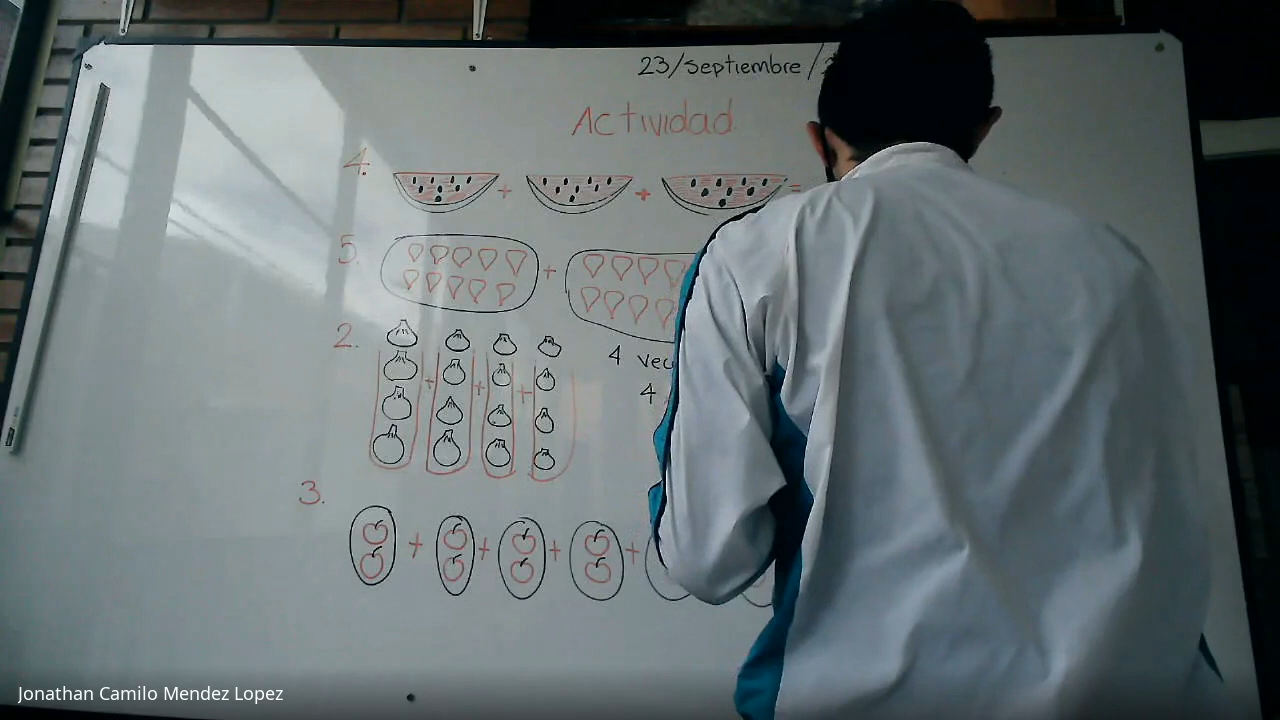 23/Septiembre/
Actividad
4. + + =
5. +
2. + + +
4 vec
4
3. + + + +
Jonathan Camilo Mendez Lopez